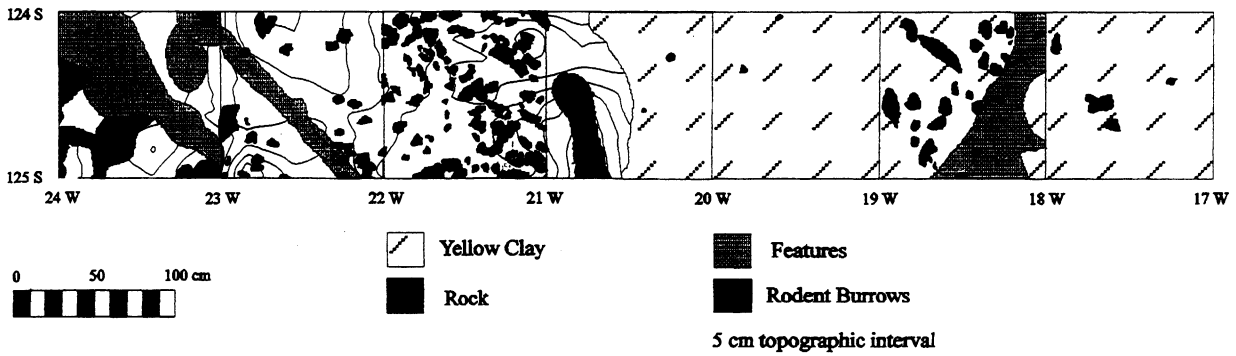 124 S
125 S
24 W 23 W 22 W 21 W 20 W 19 W 18 W 17 W
0 50 100 cm
Yellow Clay
Rock
Features
Rodent Burrows
5 cm topographic interval